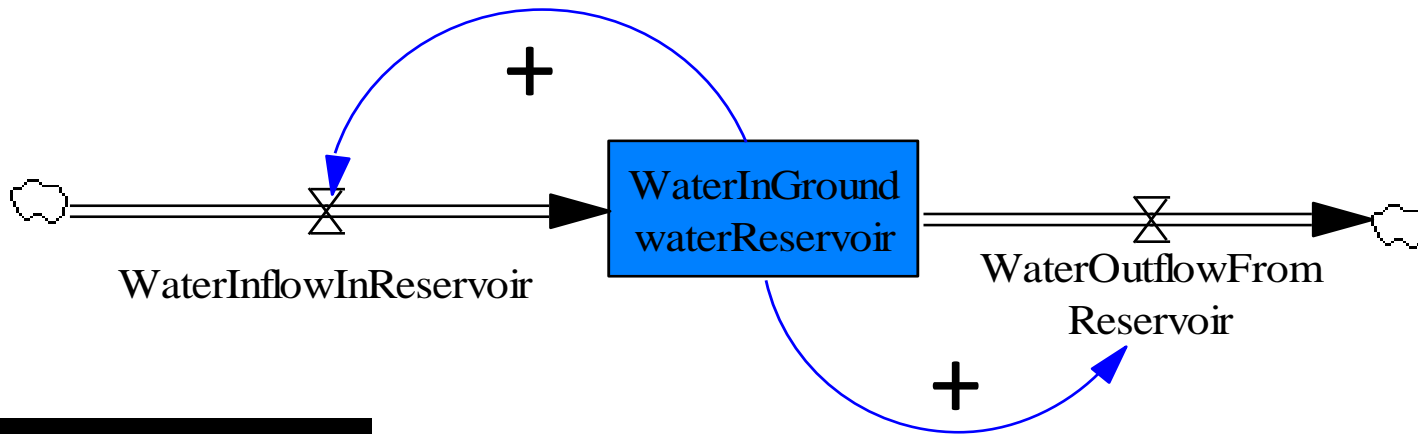 +
WaterInGround
waterReservoir
WaterInflowInReservoir
WaterOutflowFrom
Reservoir
+